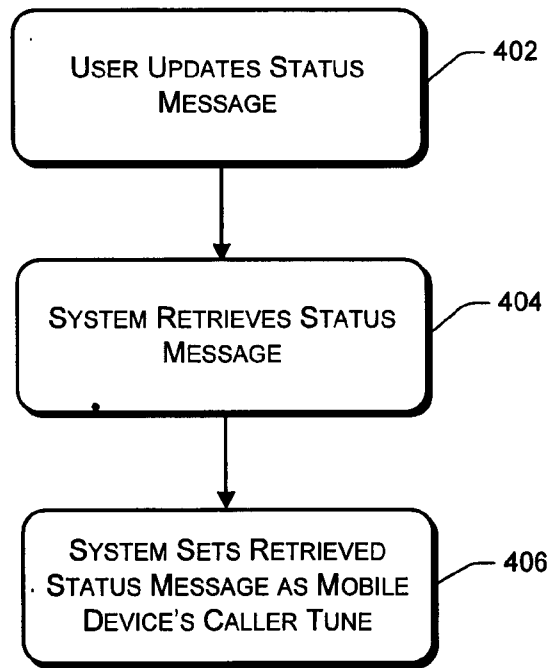 USER UPDATES STATUS
MESSAGE
402
SYSTEM RETRIEVES STATUS
MESSAGE
404
SYSTEM SETS RETRIEVED
STATUS MESSAGE AS MOBILE
DEVICE'S CALLER TUNE
406